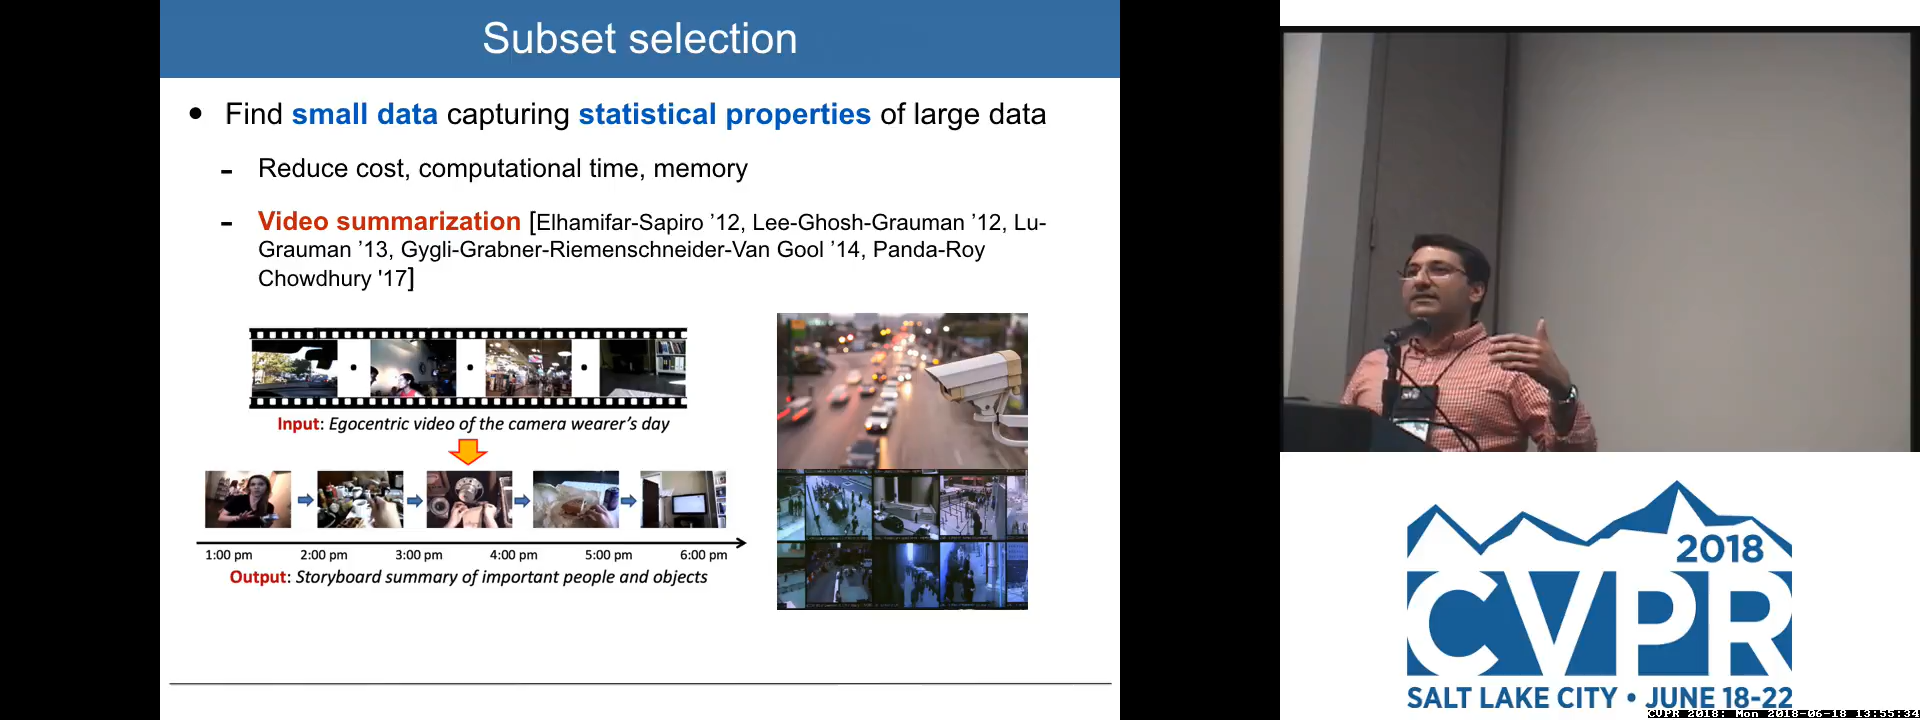 Subset selection
• Find small data capturing statistical properties of large data
- Reduce cost, computational time, memory
- Video summarization [Elhamifar-Sapiro ’12, Lee-Ghosh-Grauman ’12, Lu-
Grauman ’13, Gygli-Grabner-Riemenschneider-Van Gool ’14, Panda-Roy
Chowdhury '17]
Input: Egocentric video of the camera wearer’s day
1:00 pm 2:00 pm 3:00 pm 4:00 pm 5:00 pm 6:00 pm
Output: Storyboard summary of important people and objects
2018
CVPR
SALT LAKE CITY • JUNE 18-22
CVPR 2018: Mon 2018-06-18 13:55:34